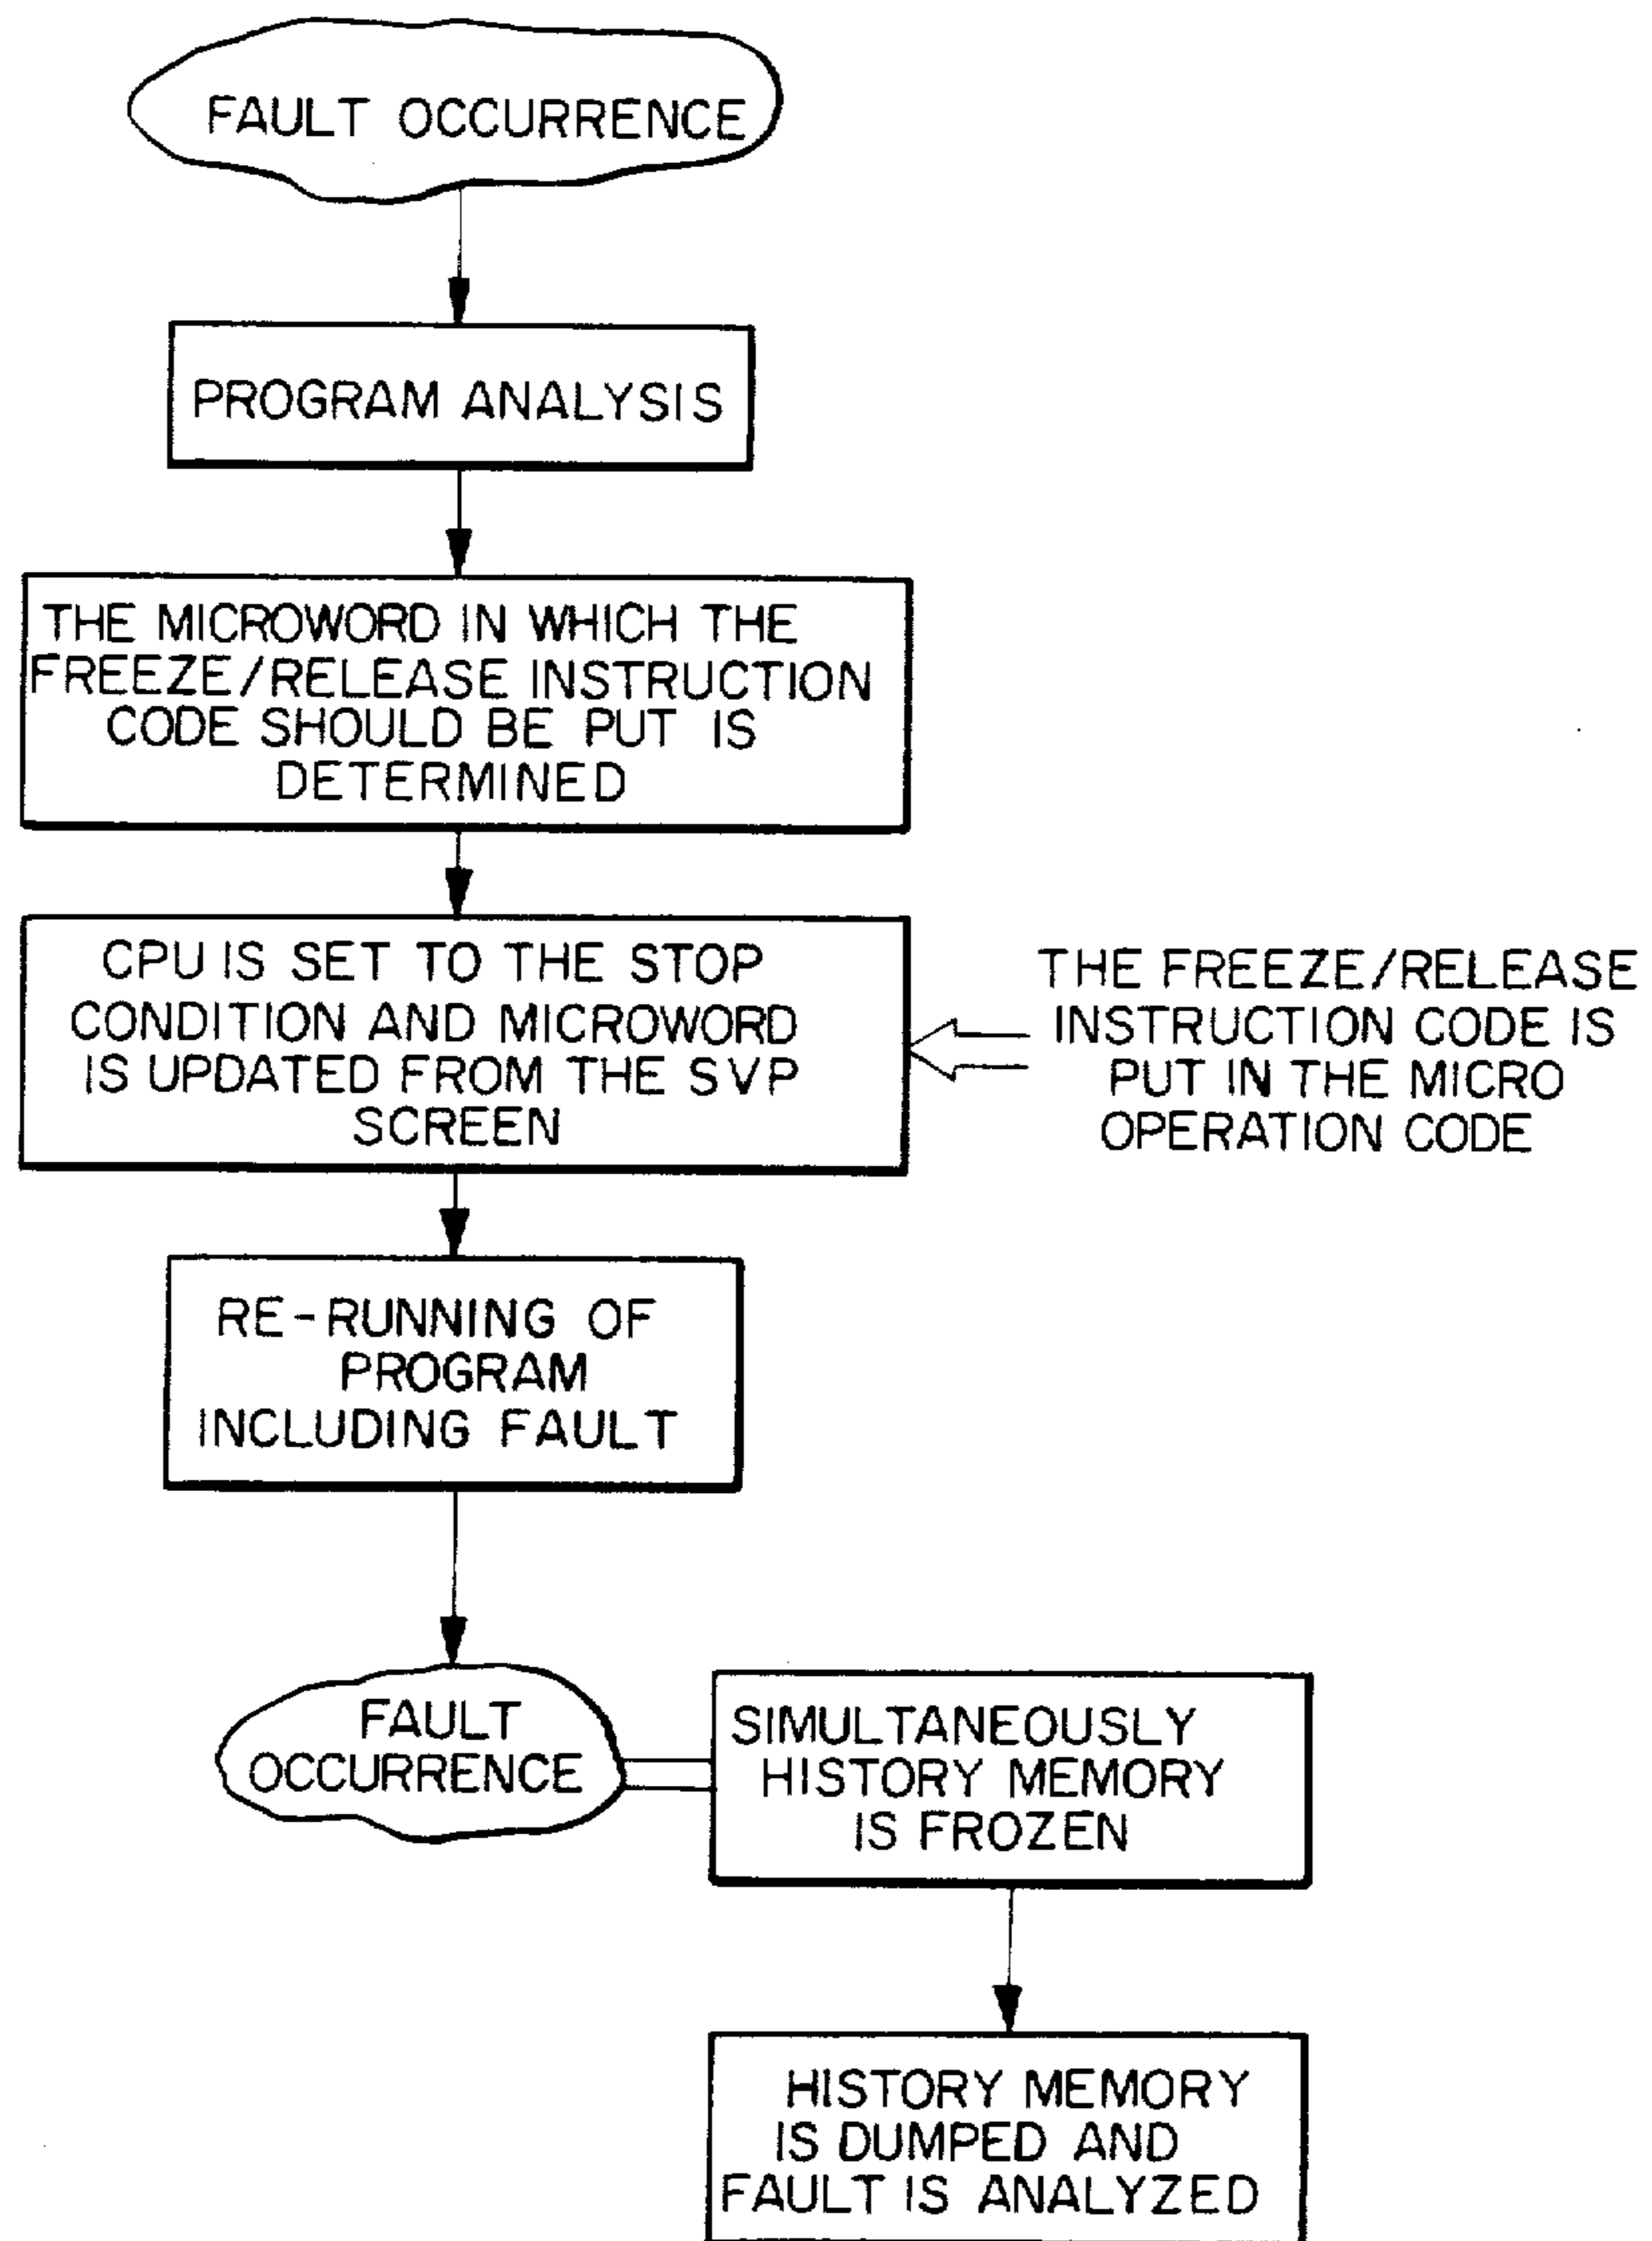 FAULT OCCURRENCE
PROGRAM ANALYSIS
THE MICROWORD IN WHICH THE
FREEZE/RELEASE INSTRUCTION
CODE SHOULD BE PUT IS
DETERMINED
CPU IS SET TO THE STOP
CONDITION AND MICROWORD
IS UPDATED FROM THE SVP
SCREEN
THE FREEZE/RELEASE
INSTRUCTION CODE IS
PUT IN THE MICRO
OPERATION CODE
RE-RUNNING OF
PROGRAM
INCLUDING FAULT
FAULT
OCCURRENCE
SIMULTANEOUSLY
HISTORY MEMORY
IS FROZEN
HISTORY MEMORY
IS DUMPED AND
FAULT IS ANALYZED